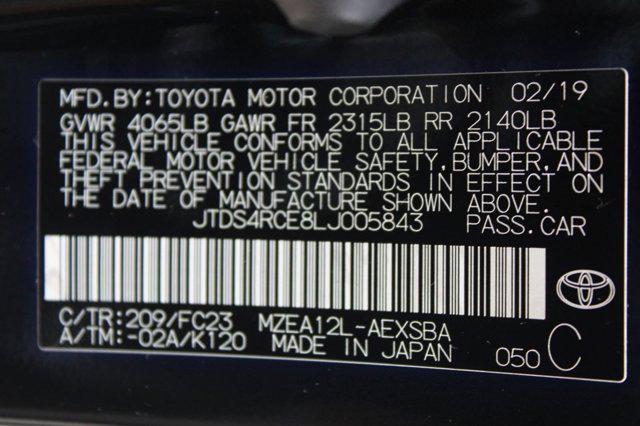 MFD.BY:TOYOTA MOTOR CORPORATION 02/19
GVWR 4065LB GAWR FR 2315LB RR 2140LB
THIS VEHICLE CONFORMS TO ALL APPLICABLE
FEDERAL MOTOR VEHICLE SAFETY,BUMPER,AND
THEFT PREVENTION STANDARDS IN EFFECT ON
THE DATE OF MANUFACTURE SHOWN ABOVE.
JTDS4RCE8LJ005843 PASS.CAR
C/TR:209/FC23 MZEA12L-AEXSBA
A/TM:-02A/K120 MADE IN JAPAN 050 C